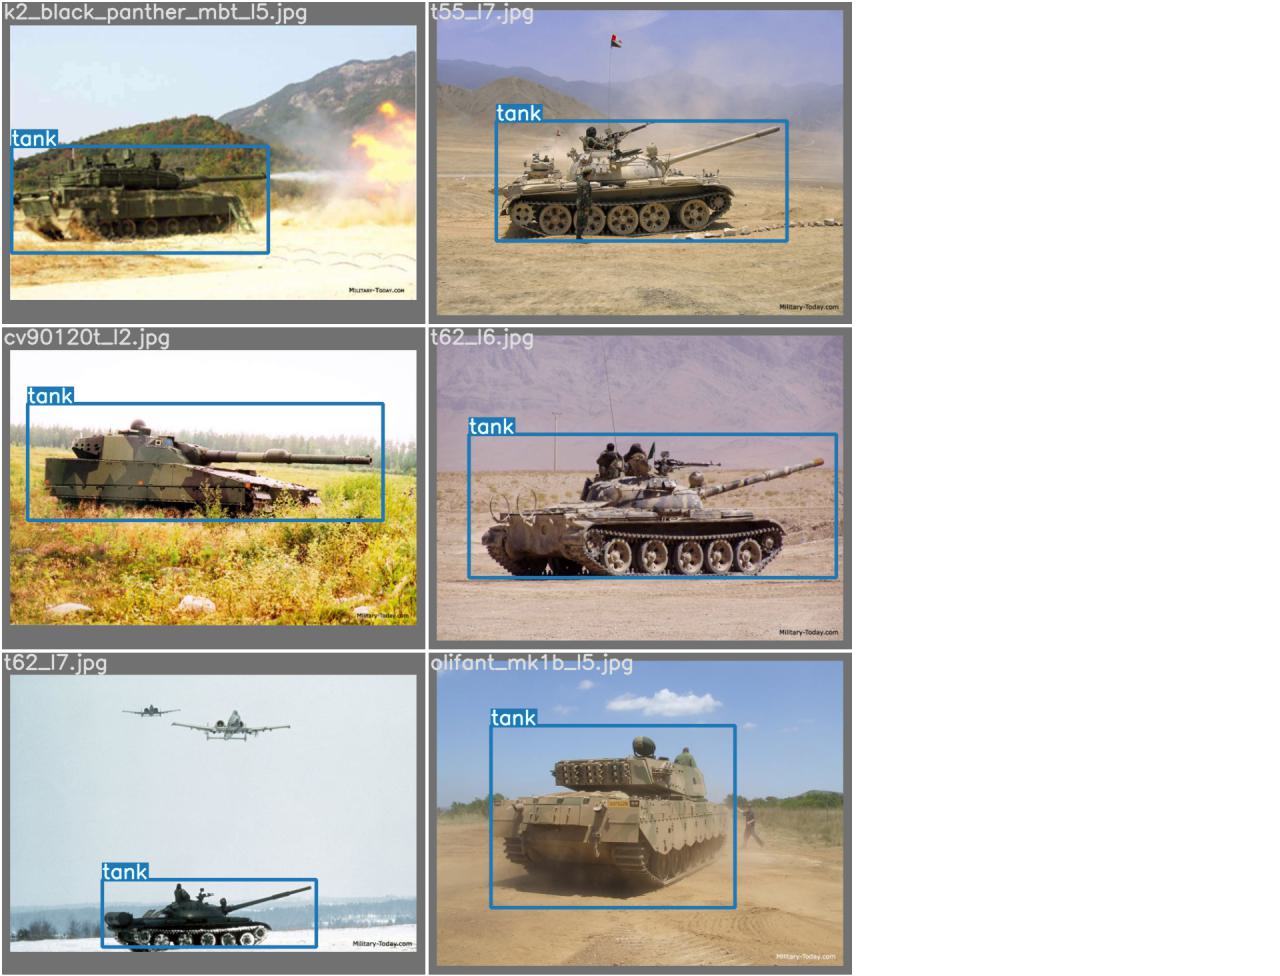 k2_black_panther_mbt_l5.jpg
tank
Military-Today.com
t55_l7.jpg
tank
Military-Today.com
cv90120t_l2.jpg
tank
Military-Today.com
t62_l6.jpg
tank
Military-Today.com
t62_l7.jpg
tank
Military-Today.com
olifant_mk1b_l5.jpg
tank
Military-Today.com